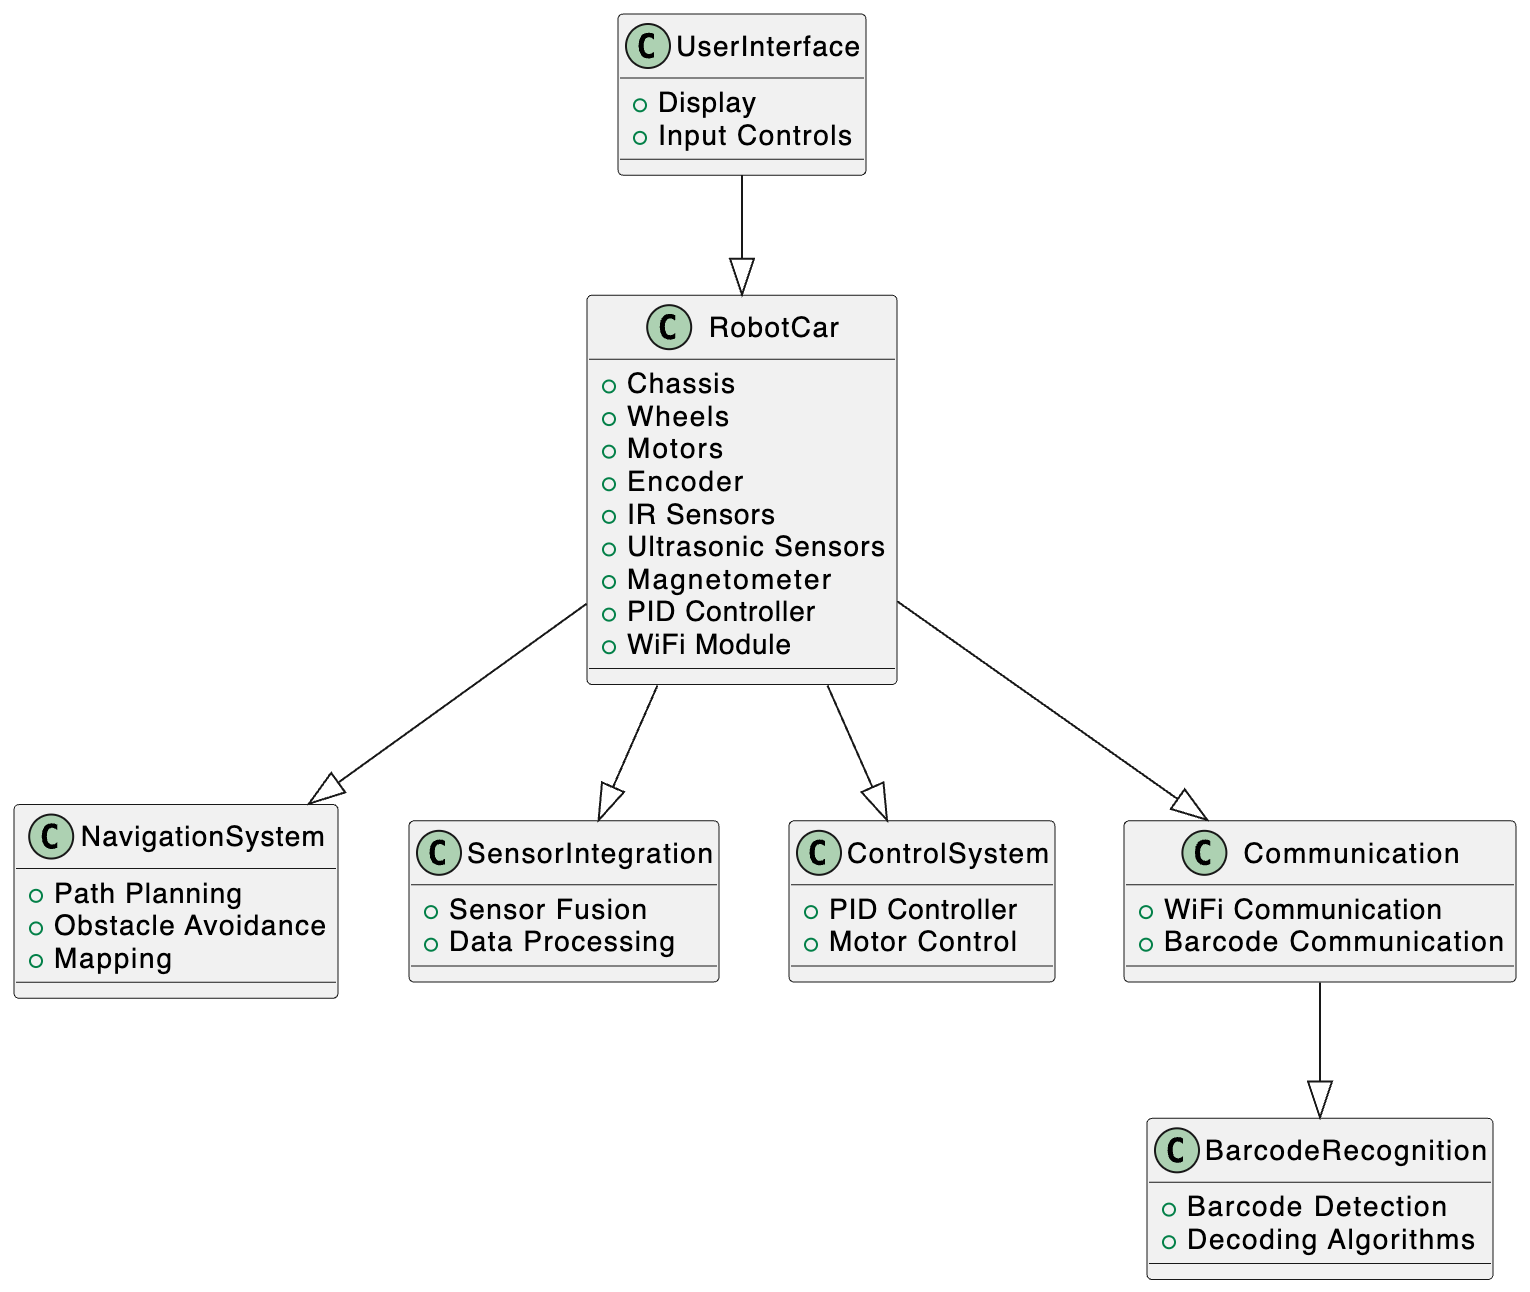 C UserInterface
Display
Input Controls
C RobotCar
Chassis
Wheels
Motors
Encoder
IR Sensors
Ultrasonic Sensors
Magnetometer
PID Controller
WiFi Module
C NavigationSystem
Path Planning
Obstacle Avoidance
Mapping
C SensorIntegration
Sensor Fusion
Data Processing
C ControlSystem
PID Controller
Motor Control
C Communication
WiFi Communication
Barcode Communication
C BarcodeRecognition
Barcode Detection
Decoding Algorithms